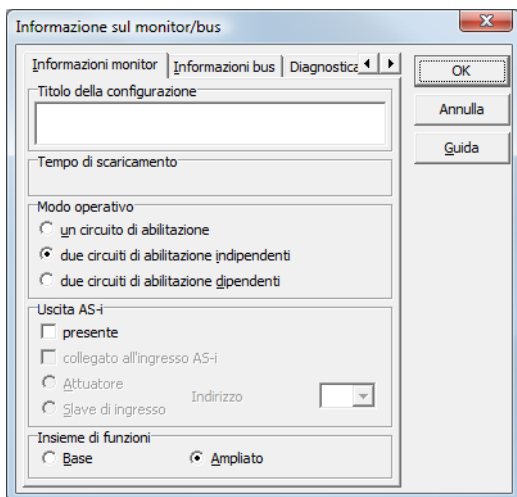 Informazione sul monitor/bus
Informazioni monitor Informazioni bus Diagnostica
OK
Annulla
Guida
Titolo della configurazione
Tempo di scaricamento
Modo operativo
un circuito di abilitazione
due circuiti di abilitazione indipendenti
due circuiti di abilitazione dipendenti
Uscita AS-i
presente
collegato all'ingresso AS-i
Attuatore
Indirizzo
Slave di ingresso
Insieme di funzioni
Base Ampliato